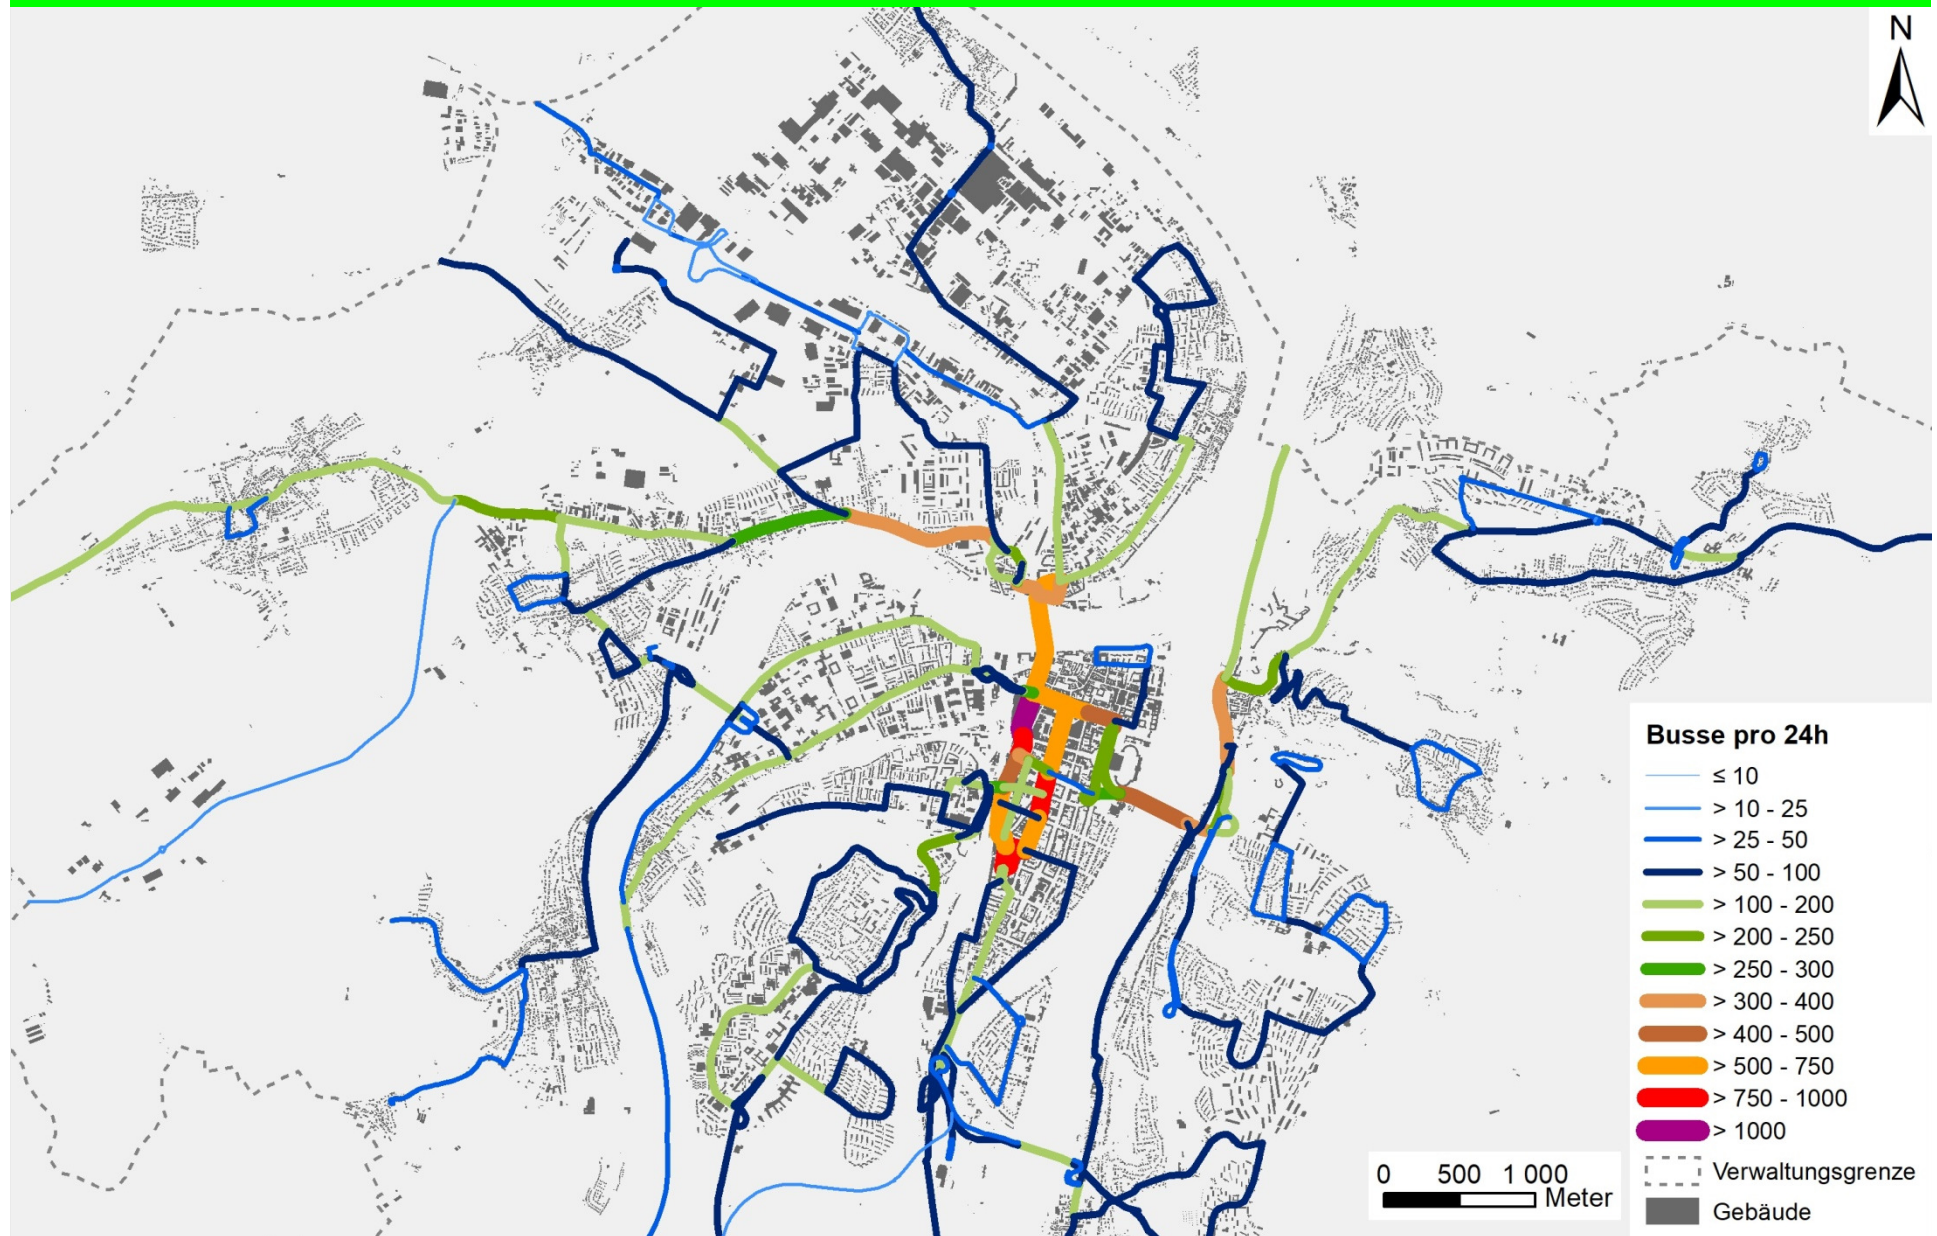 N
Busse pro 24h
≤ 10
> 10 - 25
> 25 - 50
> 50 - 100
> 100 - 200
> 200 - 250
> 250 - 300
> 300 - 400
> 400 - 500
> 500 - 750
> 750 - 1000
> 1000
Verwaltungsgrenze
Gebäude
0 500 1 000
Meter